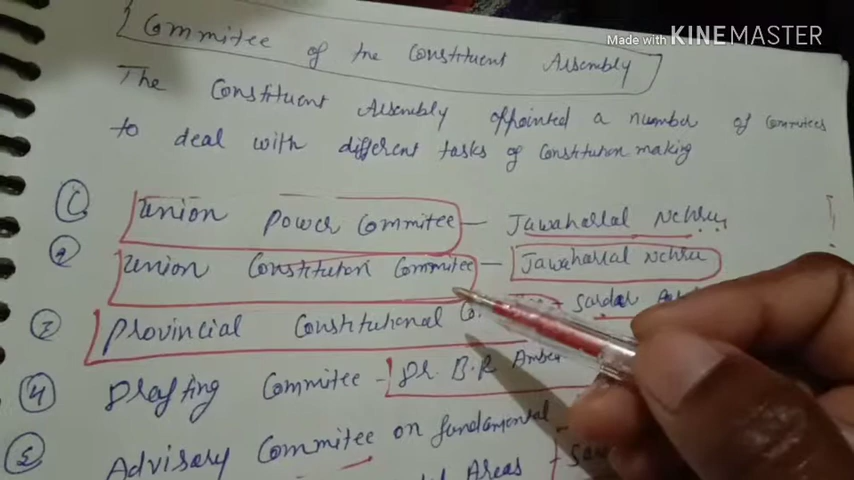 Made with KINEMASTER
Commitee of the Constituent Assembly
The Constituent Assembly appointed a number of Commitees
to deal with different tasks of Constitution making
① Union Power Commitee – Jawaharlal Nehru
② Union Constitution Commitee – Jawaharlal Nehru
③ Provincial Constitutional – Sardar
④ Drafting Commitee – Dr. B.R
⑤ Advisory Commitee on fundamental
Areas